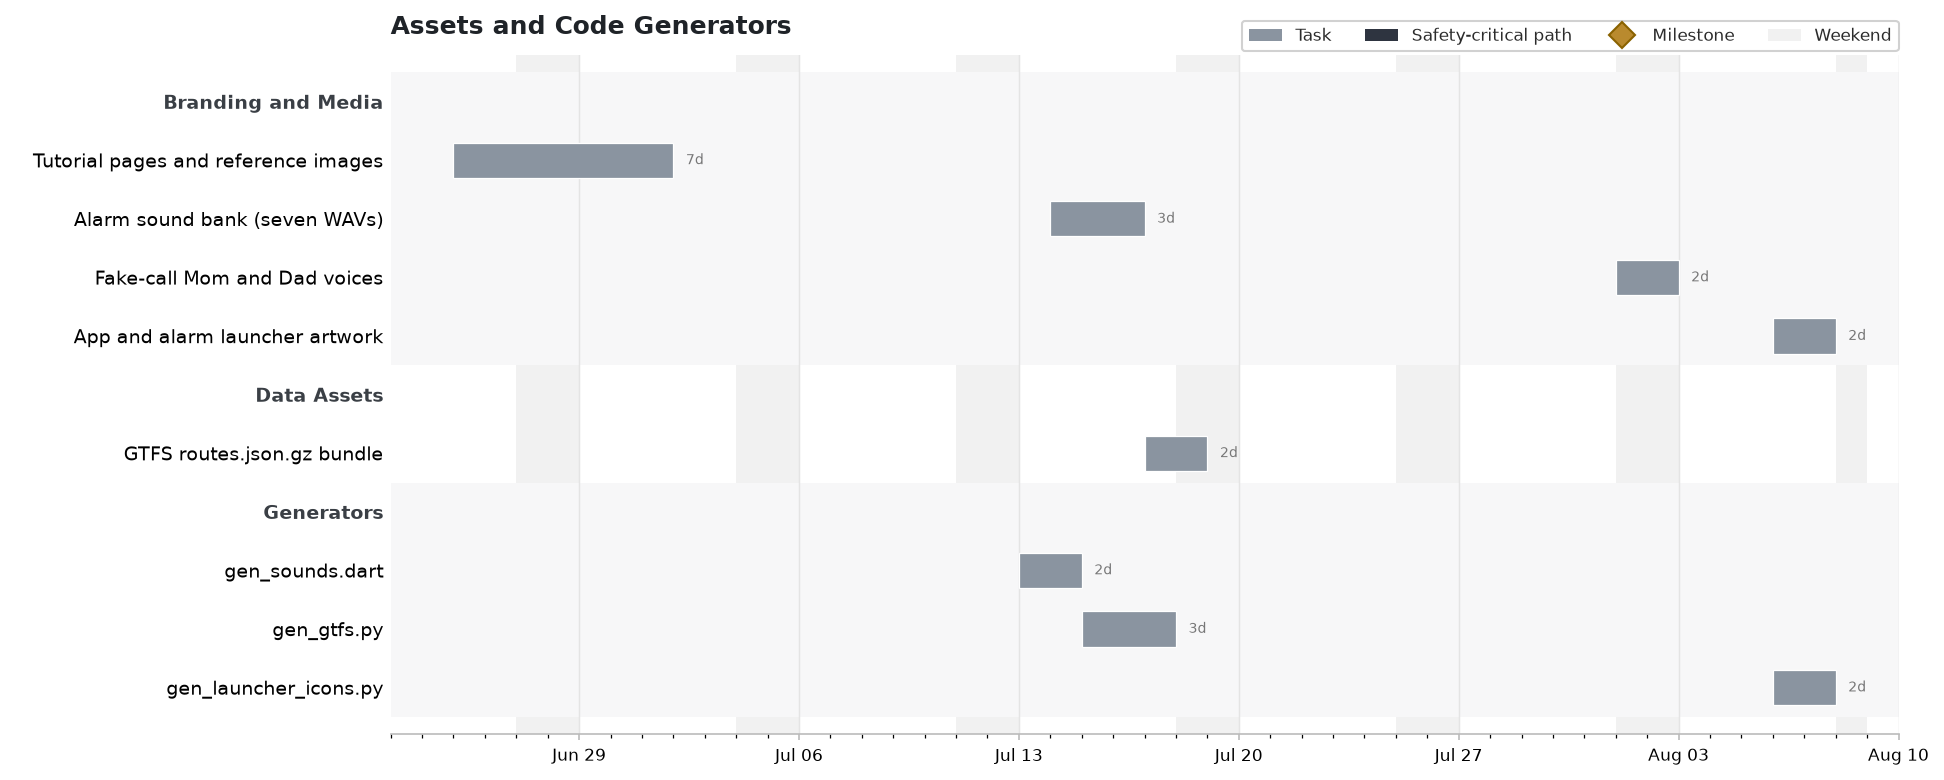 Assets and Code Generators
Task
Safety-critical path
Milestone
Weekend
Branding and Media
Tutorial pages and reference images
7d
Alarm sound bank (seven WAVs)
3d
Fake-call Mom and Dad voices
2d
App and alarm launcher artwork
2d
Data Assets
GTFS routes.json.gz bundle
2d
Generators
gen_sounds.dart
2d
gen_gtfs.py
3d
gen_launcher_icons.py
2d
Jun 29
Jul 06
Jul 13
Jul 20
Jul 27
Aug 03
Aug 10